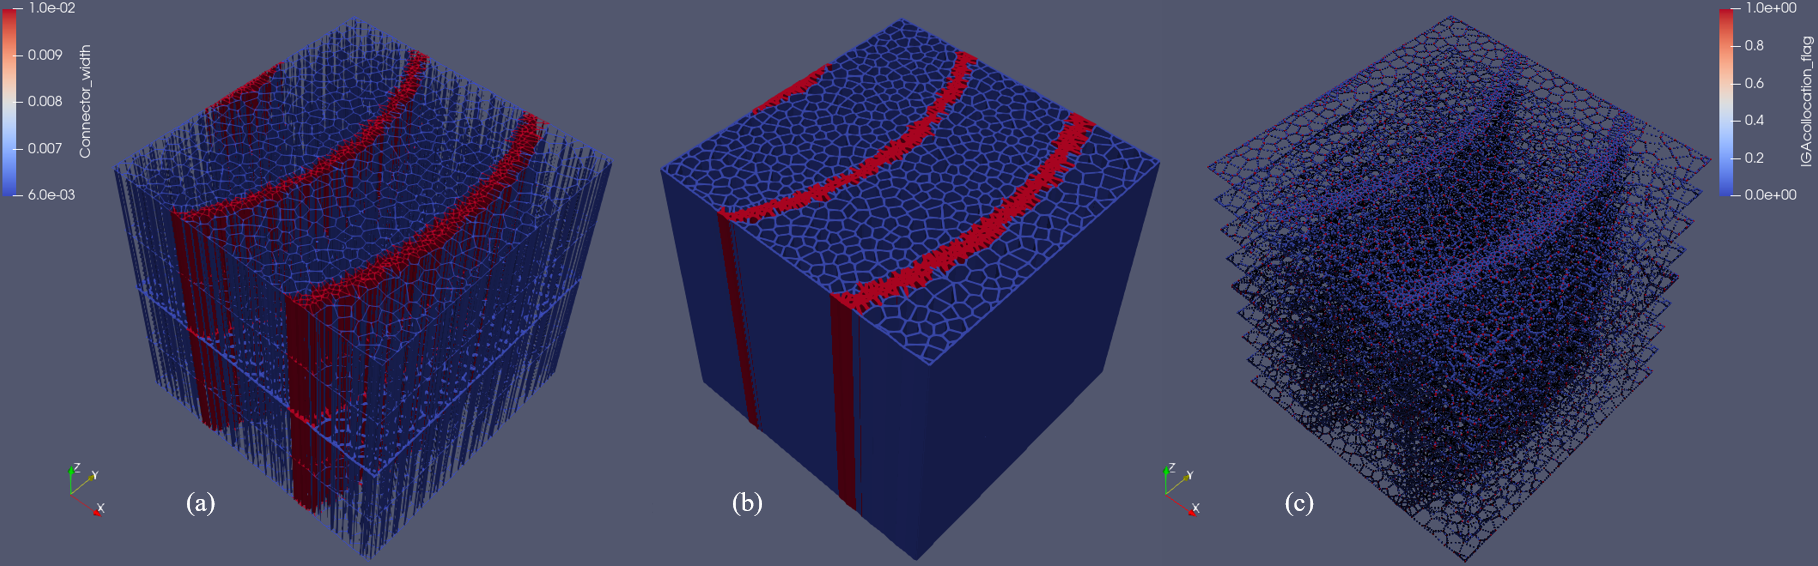 1.0e-02
0.009
0.008
0.007
6.0e-03
Connector_width
Z
Y
X
(a)
(b)
1.0e+00
0.8
0.6
0.4
0.2
0.0e+00
IGAcollocation_flag
Z
Y
X
(c)